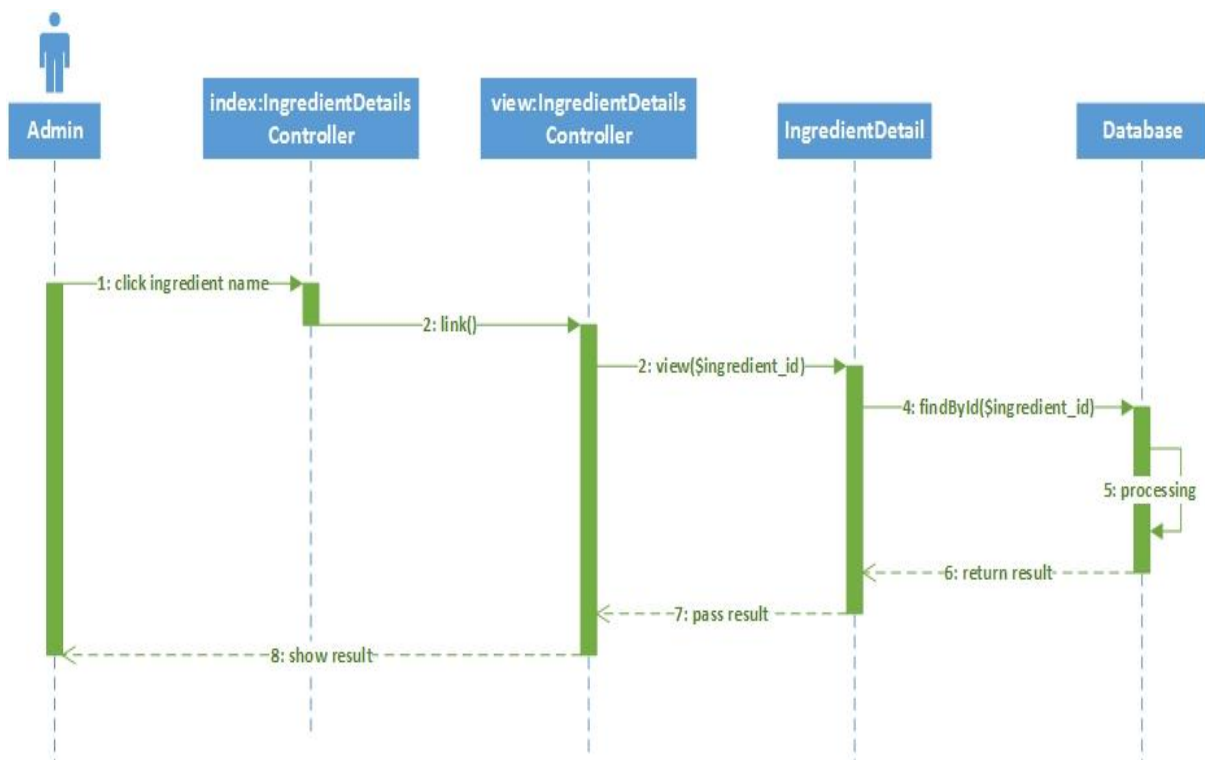 Admin
index:IngredientDetails
Controller
view:IngredientDetails
Controller
IngredientDetail
Database
1: click ingredient name
2: link()
2: view($ingredient_id)
4: findById($ingredient_id)
5: processing
6: return result
7: pass result
8: show result